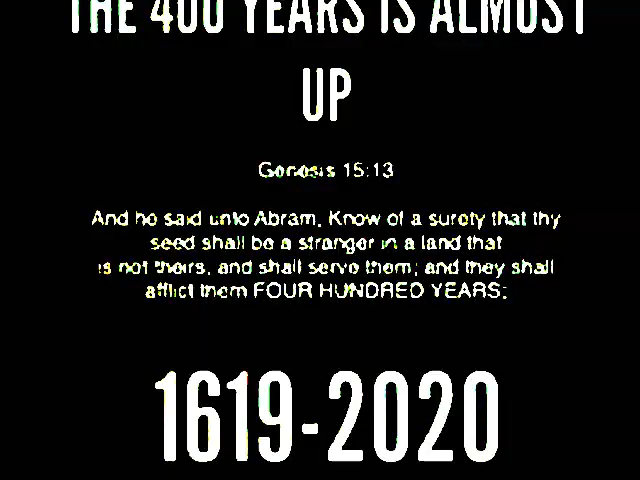 THE 400 YEARS IS ALMOST
UP
Genesis 15:13
And he said unto Abram, Know of a surety that thy
seed shall be a stranger in a land that
is not theirs, and shall serve them; and they shall
afflict them FOUR HUNDRED YEARS;
1619-2020